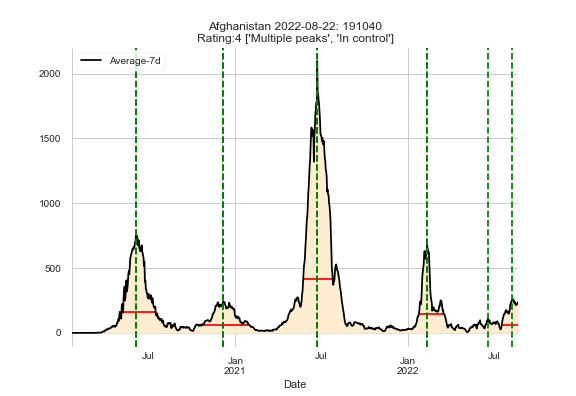 Afghanistan 2022-08-22: 191040
Rating:4 ['Multiple peaks', 'In control']
Average-7d
2000
1500
1000
500
0
Jul
Jan
2021
Jul
Jan
2022
Jul
Date